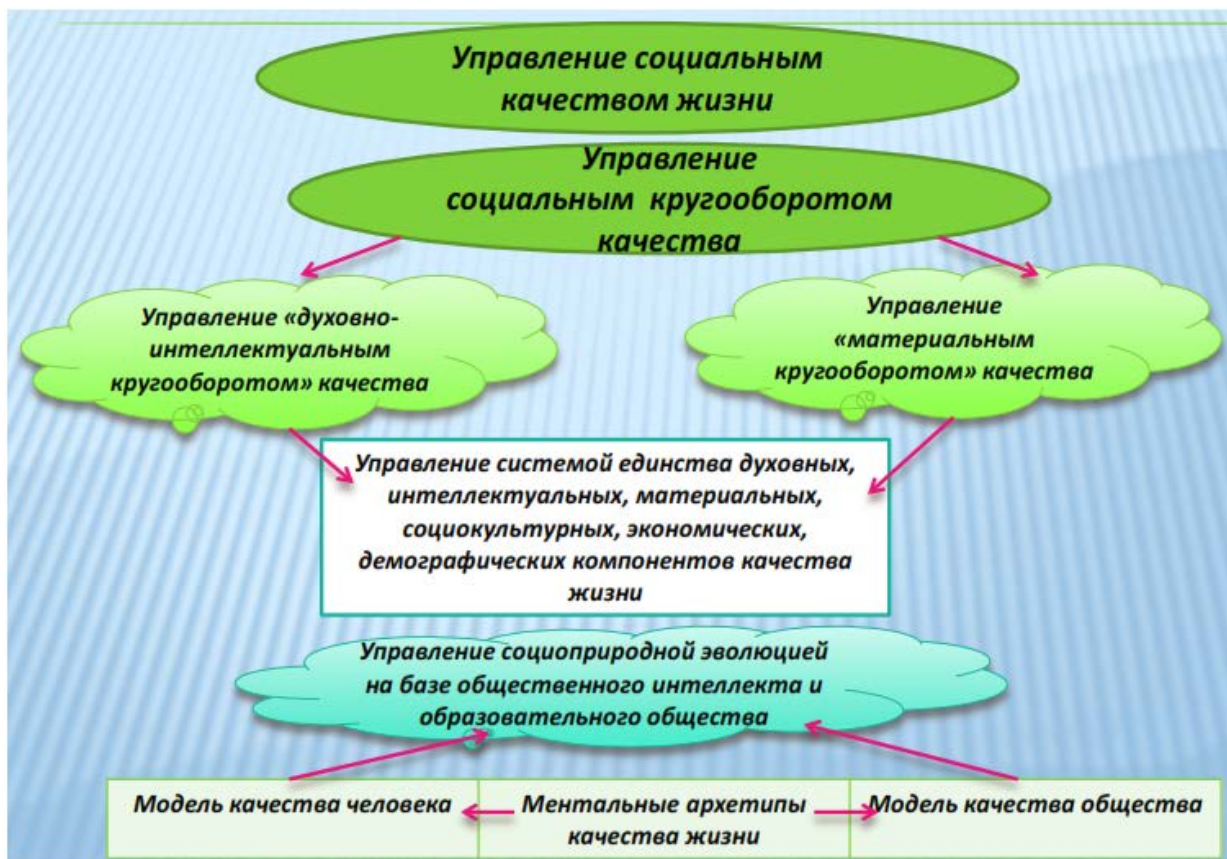 Управление социальным
качеством жизни
Управление
социальным кругооборотом
качества
Управление «духовно-
интеллектуальным
кругооборотом» качества
Управление
«материальным
кругооборотом» качества
Управление системой единства духовных,
интеллектуальных, материальных,
социокультурных, экономических,
демографических компонентов качества
жизни
Управление социоприродной эволюцией
на базе общественного интеллекта и
образовательного общества
Модель качества человека
Ментальные архетипы
качества жизни
Модель качества общества